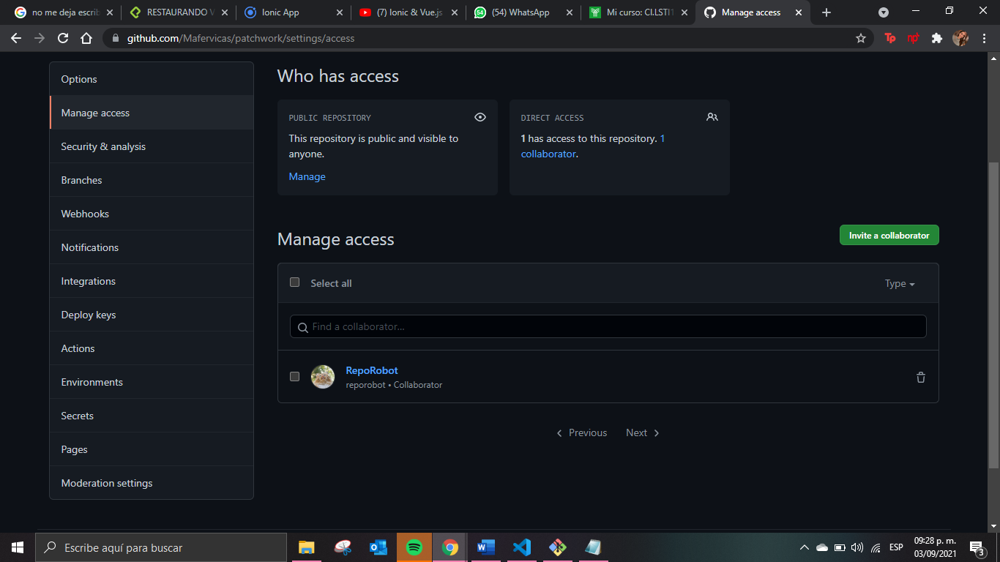 no me deja escrib
RESTAURANDO V
Ionic App
(7) Ionic & Vue.js
(54) WhatsApp
Mi curso: CI.LSTI1
Manage access
github.com/Mafervicas/patchwork/settings/access
Options
Manage access
Security & analysis
Branches
Webhooks
Notifications
Integrations
Deploy keys
Actions
Environments
Secrets
Pages
Moderation settings
Who has access
PUBLIC REPOSITORY
This repository is public and visible to
anyone.
Manage
DIRECT ACCESS
1 has access to this repository. 1
collaborator.
Manage access
Invite a collaborator
Select all
Type
Find a collaborator...
RepoRobot
reporobot • Collaborator
Previous
Next
Escribe aquí para buscar
ESP
09:28 p. m.
03/09/2021
3